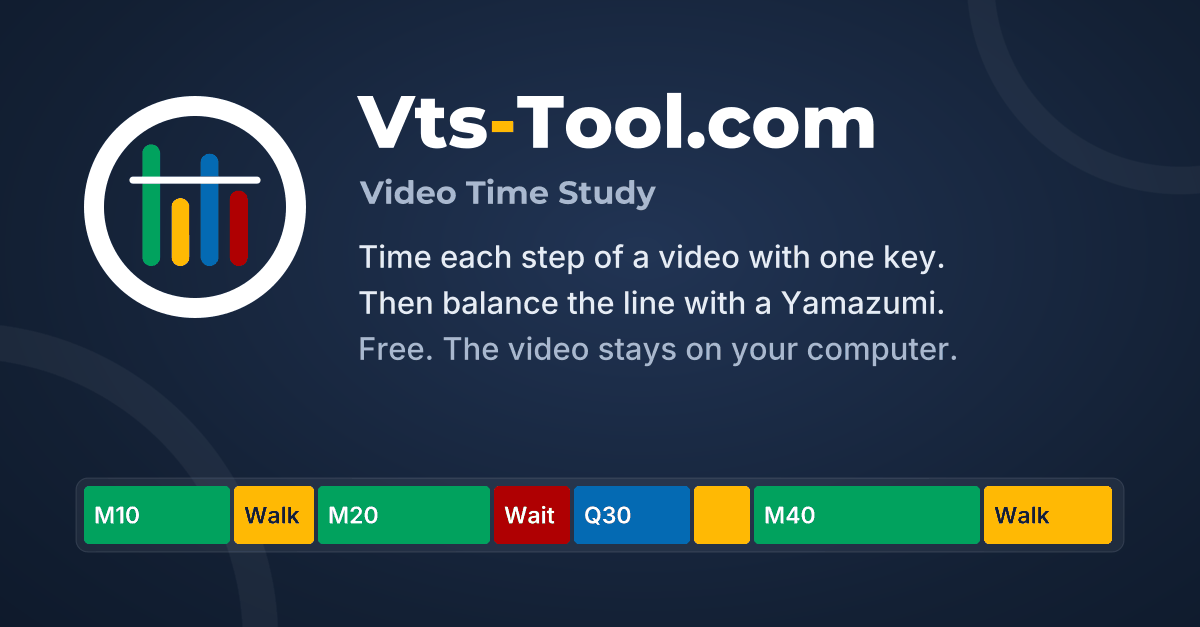 Vts-Tool.com
Video Time Study
Time each step of a video with one key.
Then balance the line with a Yamazumi.
Free. The video stays on your computer.
M10 Walk M20 Wait Q30 M40 Walk